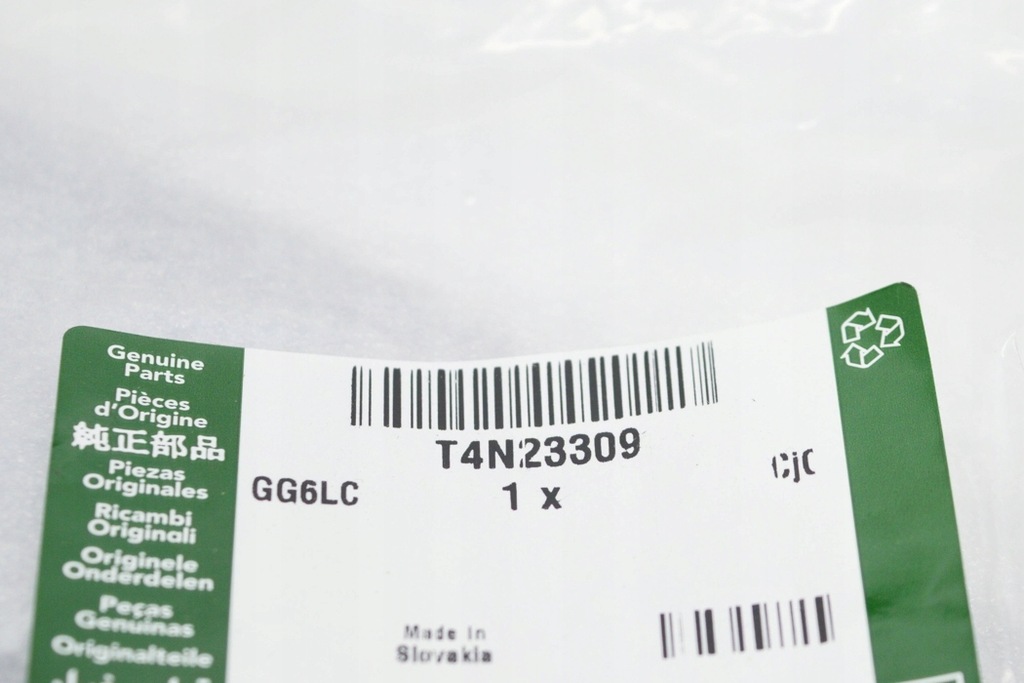 Genuine
Parts
Pièces
d'Origine
純正部品
Piezas
Originales
Ricambi
Originali
Originele
Onderdelen
Peças
Genuinas
Originalteile
T4N23309
GG6LC
1 x
Made In
Slovakia